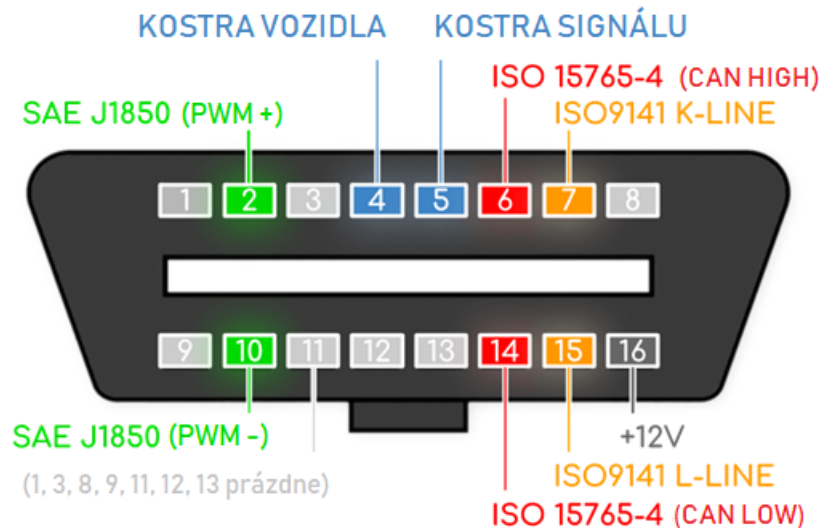 KOSTRA VOZIDLA KOSTRA SIGNÁLU
ISO 15765-4 (CAN HIGH)
SAE J1850 (PWM +) ISO9141 K-LINE
1 2 3 4 5 6 7 8
9 10 11 12 13 14 15 16
SAE J1850 (PWM -) +12V
(1, 3, 8, 9, 11, 12, 13 prázdne) ISO9141 L-LINE
ISO 15765-4 (CAN LOW)